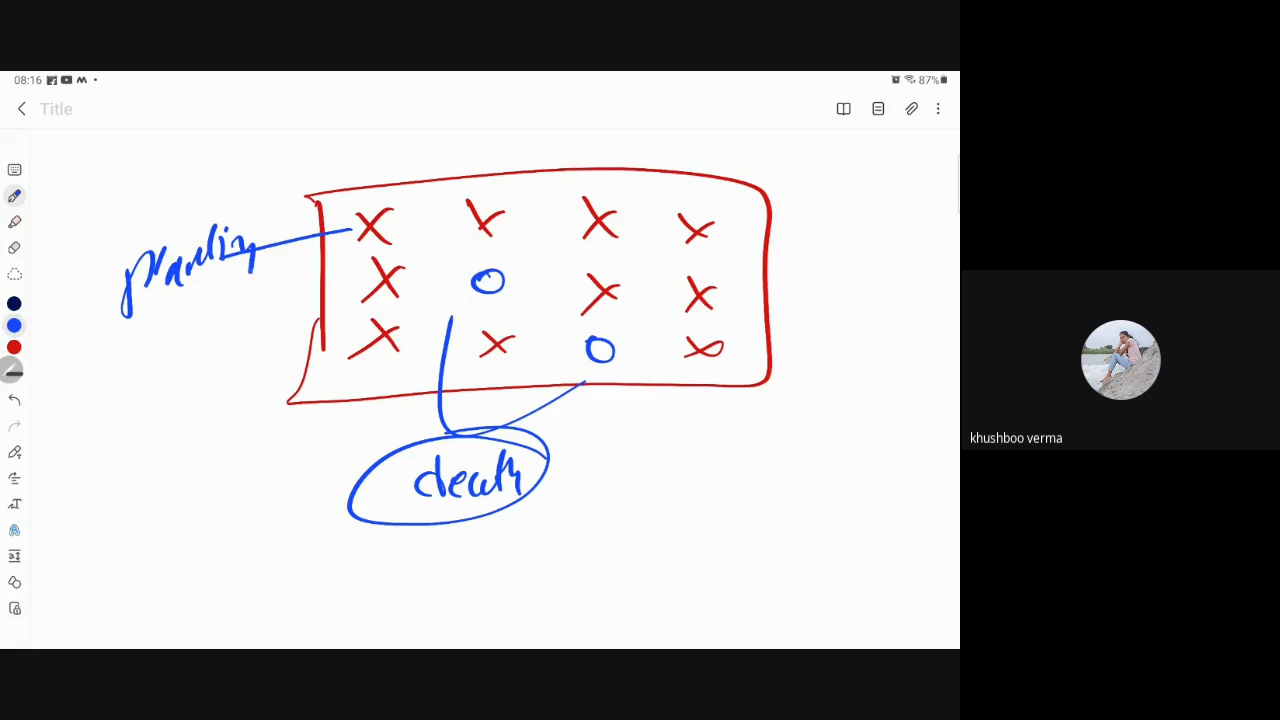 08:16
87%
Title
X X X X
X O X X
X X O X
death
khushboo verma